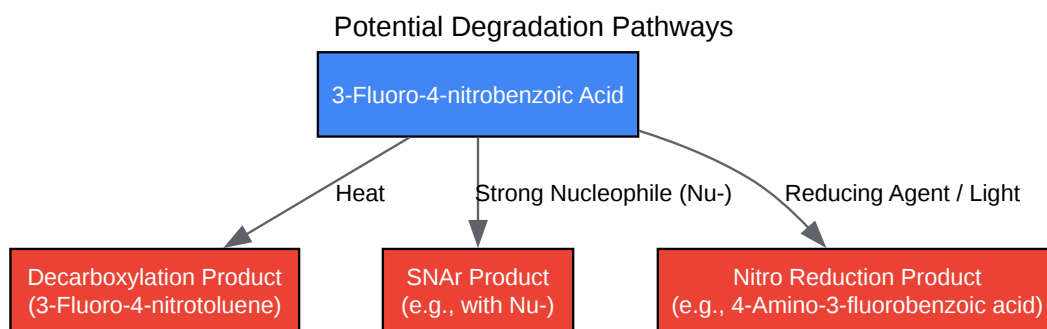 Potential Degradation Pathways
3-Fluoro-4-nitrobenzoic Acid
Heat
Strong Nucleophile (Nu-)
Reducing Agent / Light
Decarboxylation Product
(3-Fluoro-4-nitrotoluene)
SNAr Product
(e.g., with Nu-)
Nitro Reduction Product
(e.g., 4-Amino-3-fluorobenzoic acid)